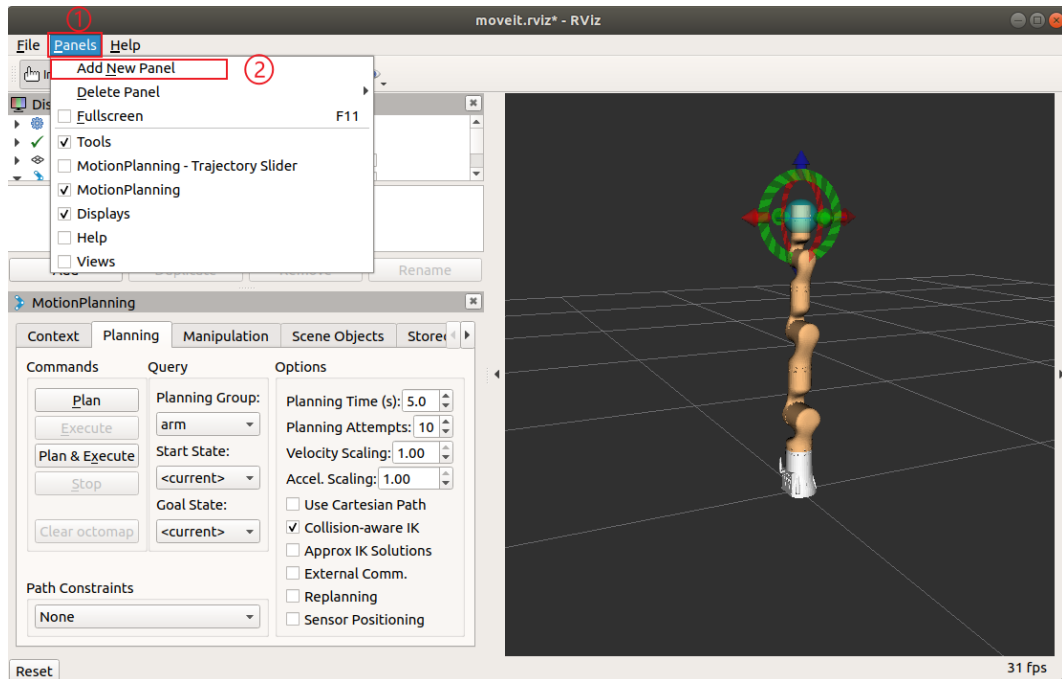 moveit.rviz* - RViz
①
File Panels Help
Add New Panel
②
Delete Panel
Fullscreen F11
Tools
MotionPlanning - Trajectory Slider
MotionPlanning
Displays
Help
Views
Rename
MotionPlanning
Context Planning Manipulation Scene Objects
Commands Query Options
Plan
Execute
Plan & Execute
Stop
Clear octomap
Planning Group:
arm
Start State:
<current>
Goal State:
<current>
Planning Time (s): 5.0
Planning Attempts: 10
Velocity Scaling: 1.00
Accel. Scaling: 1.00
Use Cartesian Path
Collision-aware IK
Approx IK Solutions
External Comm.
Replanning
Sensor Positioning
Path Constraints
None
Reset
31 fps